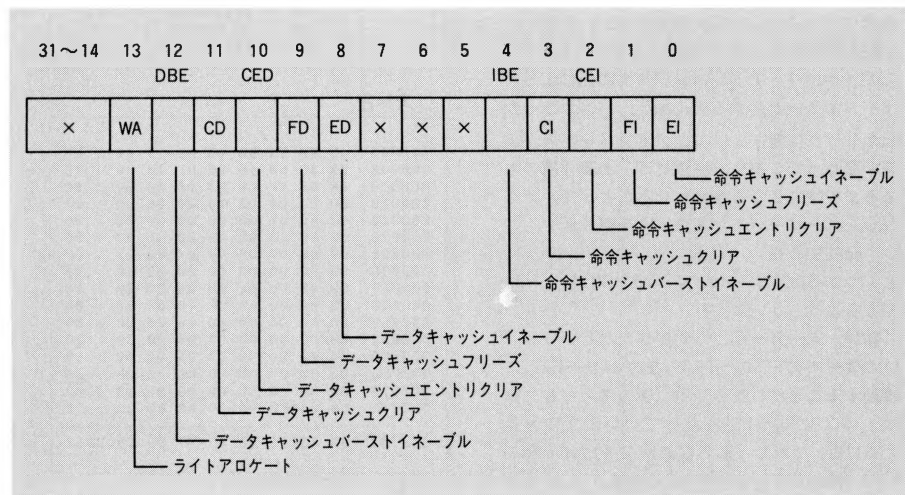 31～14 13 12 11 10 9 8 7 6 5 4 3 2 1 0
DBE CED IBE CEI
× WA CD FD ED × × × CI FI EI
命令キャッシュイネーブル
命令キャッシュフリーズ
命令キャッシュエントリクリア
命令キャッシュクリア
命令キャッシュバーストイネーブル
データキャッシュイネーブル
データキャッシュフリーズ
データキャッシュエントリクリア
データキャッシュクリア
データキャッシュバーストイネーブル
ライトアロケート